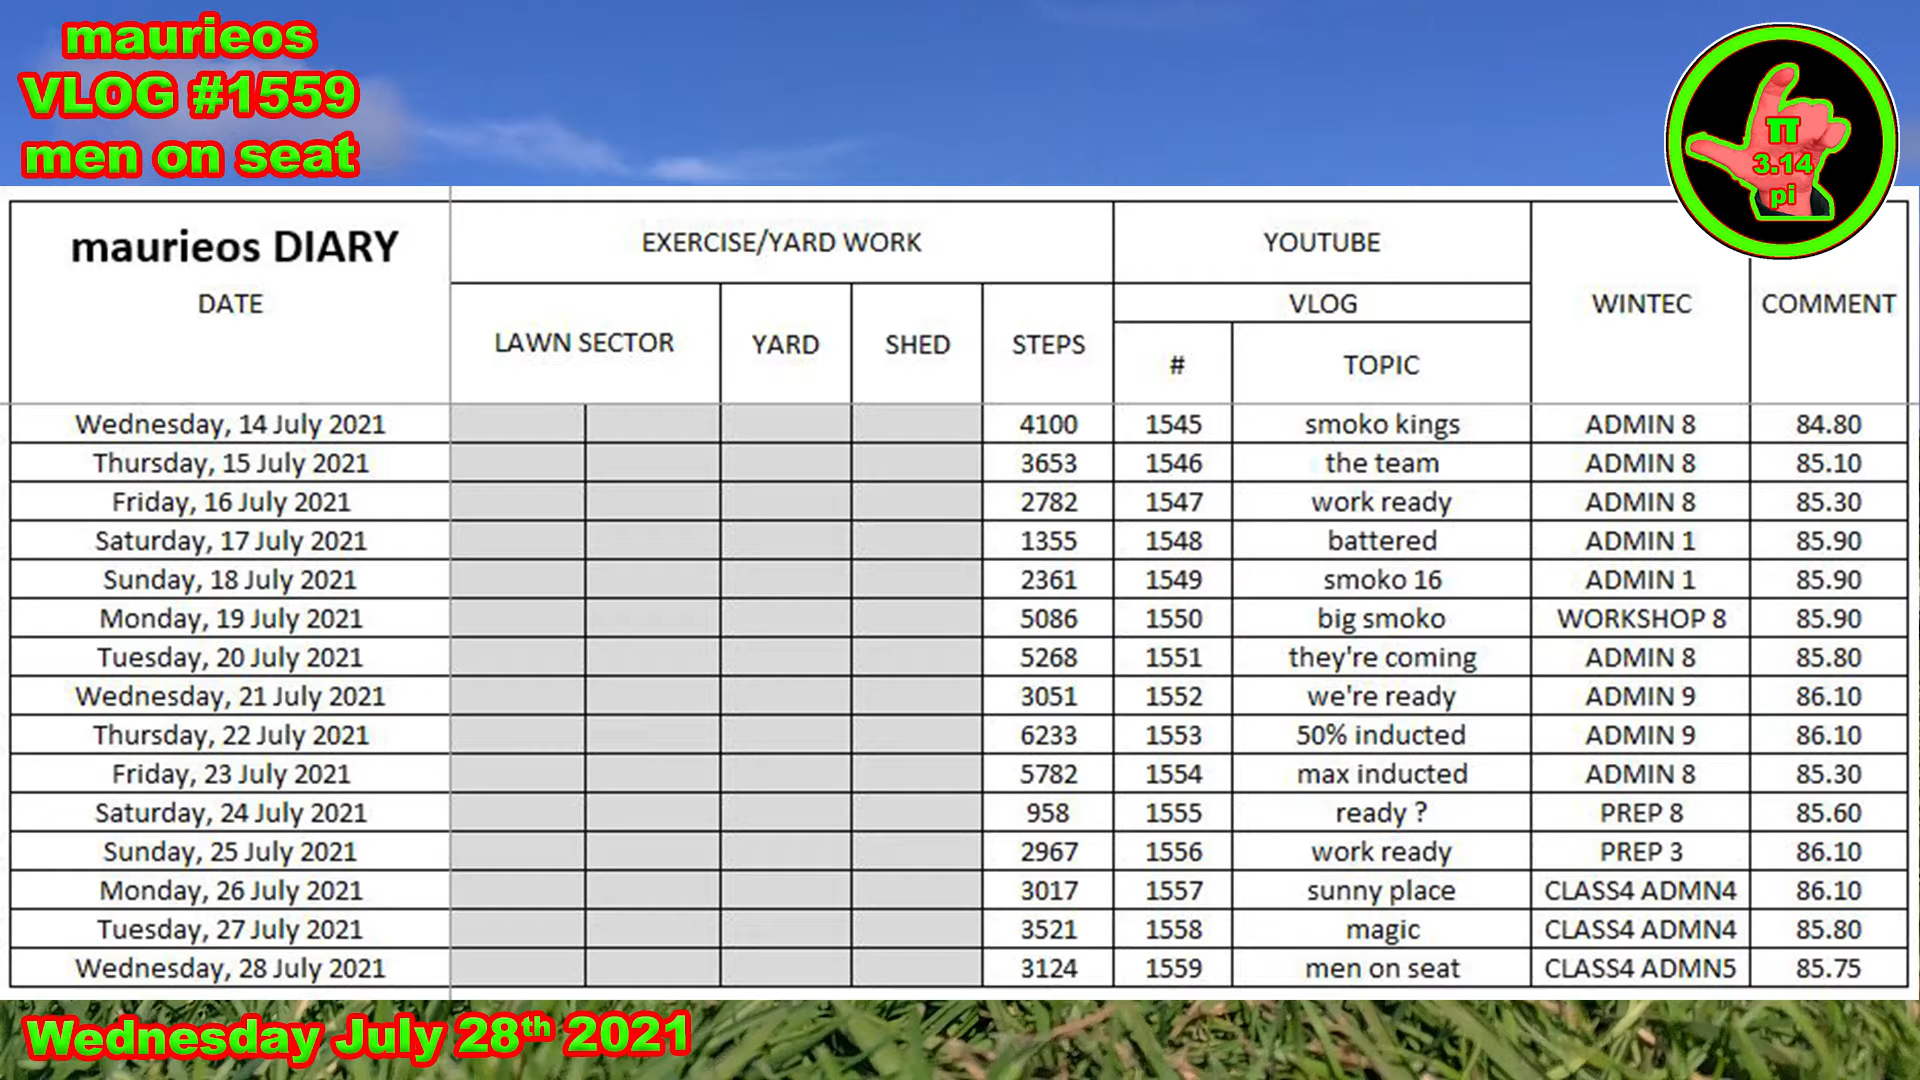 maurieos
VLOG #1559
men on seat
π
3.14
pi
maurieos DIARY
DATE
EXERCISE/YARD WORK
YOUTUBE
WINTEC
COMMENT
LAWN SECTOR
YARD
SHED
STEPS
VLOG
#
TOPIC
Wednesday, 14 July 2021 4100 1545 smoko kings ADMIN 8 84.80
Thursday, 15 July 2021 3653 1546 the team ADMIN 8 85.10
Friday, 16 July 2021 2782 1547 work ready ADMIN 8 85.30
Saturday, 17 July 2021 1355 1548 battered ADMIN 1 85.90
Sunday, 18 July 2021 2361 1549 smoko 16 ADMIN 1 85.90
Monday, 19 July 2021 5086 1550 big smoko WORKSHOP 8 85.90
Tuesday, 20 July 2021 5268 1551 they're coming ADMIN 8 85.80
Wednesday, 21 July 2021 3051 1552 we're ready ADMIN 9 86.10
Thursday, 22 July 2021 6233 1553 50% inducted ADMIN 9 86.10
Friday, 23 July 2021 5782 1554 max inducted ADMIN 8 85.30
Saturday, 24 July 2021 958 1555 ready ? PREP 8 85.60
Sunday, 25 July 2021 2967 1556 work ready PREP 3 86.10
Monday, 26 July 2021 3017 1557 sunny place CLASS4 ADMN4 86.10
Tuesday, 27 July 2021 3521 1558 magic CLASS4 ADMN4 85.80
Wednesday, 28 July 2021 3124 1559 men on seat CLASS4 ADMN5 85.75
Wednesday July 28th 2021